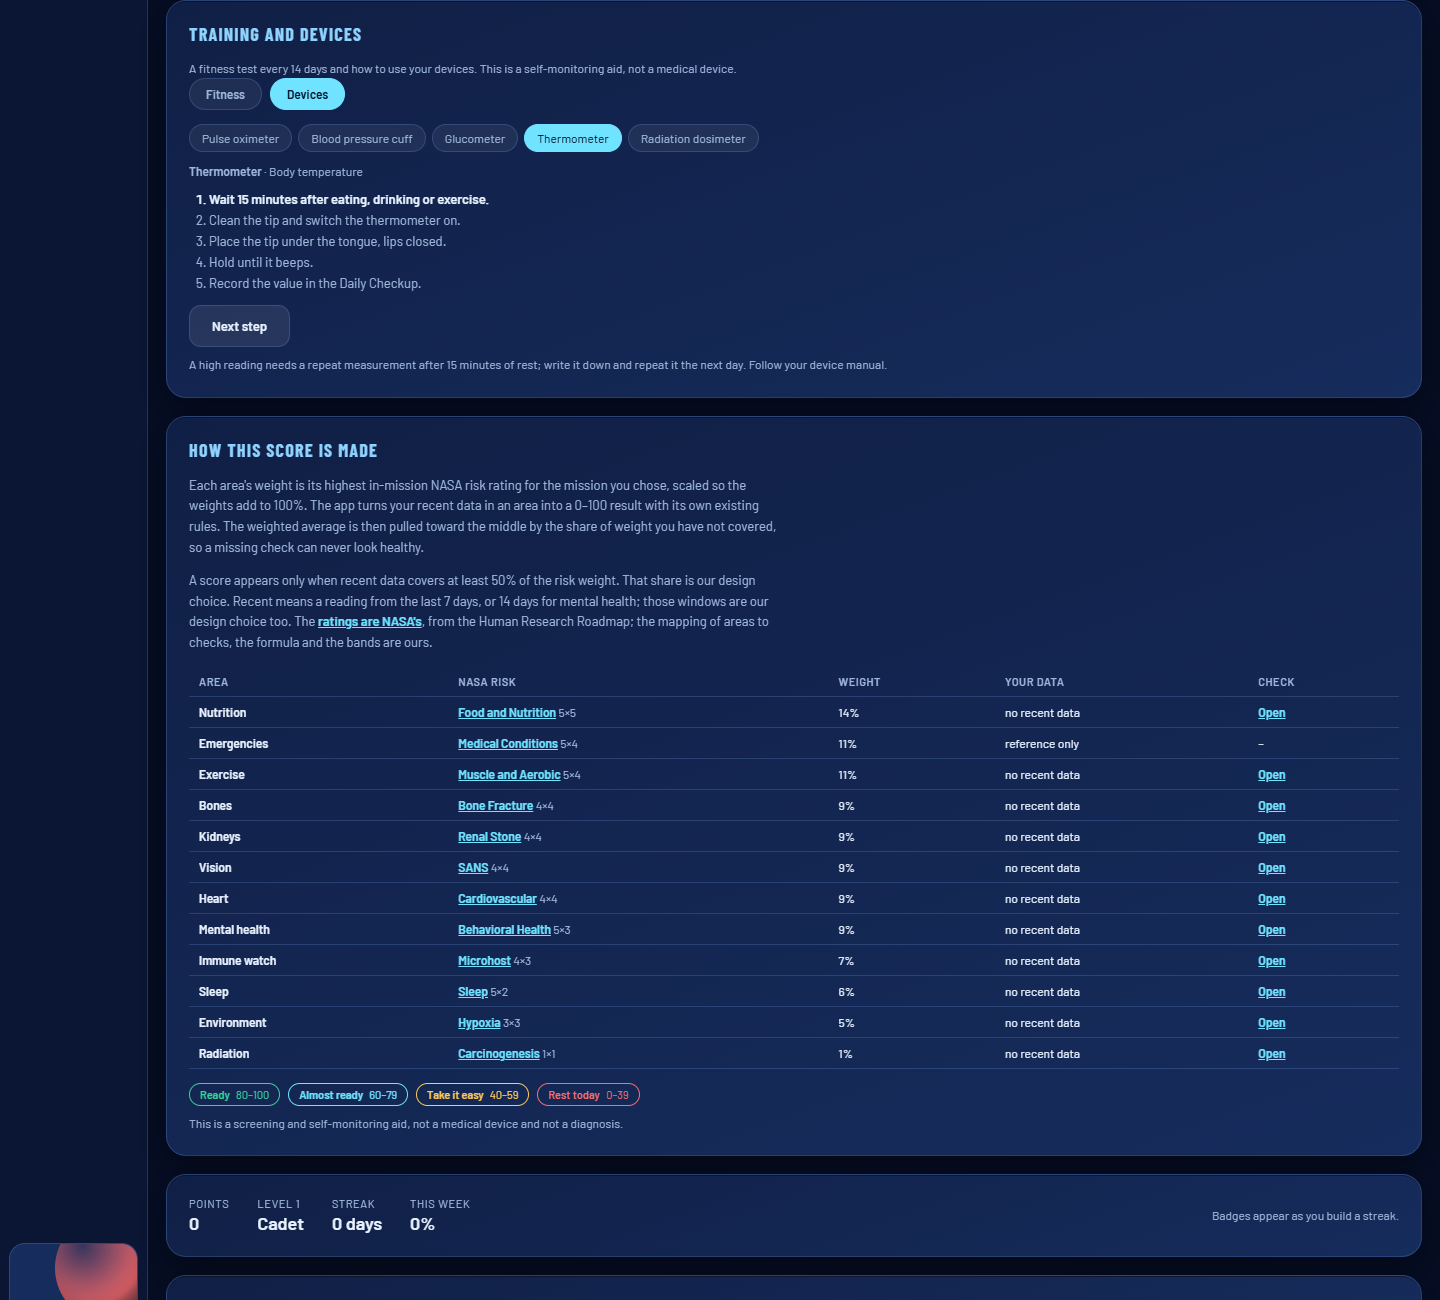 TRAINING AND DEVICES
A fitness test every 14 days and how to use your devices. This is a self-monitoring aid, not a medical device.
Fitness Devices
Pulse oximeter Blood pressure cuff Glucometer Thermometer Radiation dosimeter
Thermometer · Body temperature
1. Wait 15 minutes after eating, drinking or exercise.
2. Clean the tip and switch the thermometer on.
3. Place the tip under the tongue, lips closed.
4. Hold until it beeps.
5. Record the value in the Daily Checkup.
Next step
A high reading needs a repeat measurement after 15 minutes of rest; write it down and repeat it the next day. Follow your device manual.
HOW THIS SCORE IS MADE
Each area's weight is its highest in-mission NASA risk rating for the mission you chose, scaled so the
weights add to 100%. The app turns your recent data in an area into a 0–100 result with its own existing
rules. The weighted average is then pulled toward the middle by the share of weight you have not covered,
so a missing check can never look healthy.
A score appears only when recent data covers at least 50% of the risk weight. That share is our design
choice. Recent means a reading from the last 7 days, or 14 days for mental health; those windows are our
design choice too. The ratings are NASA's, from the Human Research Roadmap; the mapping of areas to
checks, the formula and the bands are ours.
AREA NASA RISK WEIGHT YOUR DATA CHECK
Nutrition Food and Nutrition 5×5 14% no recent data Open
Emergencies Medical Conditions 5×4 11% reference only –
Exercise Muscle and Aerobic 5×4 11% no recent data Open
Bones Bone Fracture 4×4 9% no recent data Open
Kidneys Renal Stone 4×4 9% no recent data Open
Vision SANS 4×4 9% no recent data Open
Heart Cardiovascular 4×4 9% no recent data Open
Mental health Behavioral Health 5×3 9% no recent data Open
Immune watch Microhost 4×3 7% no recent data Open
Sleep Sleep 5×2 6% no recent data Open
Environment Hypoxia 3×3 5% no recent data Open
Radiation Carcinogenesis 1×1 1% no recent data Open
Ready 80–100 Almost ready 60–79 Take it easy 40–59 Rest today 0–39
This is a screening and self-monitoring aid, not a medical device and not a diagnosis.
POINTS LEVEL 1 STREAK THIS WEEK
0 Cadet 0 days 0%
Badges appear as you build a streak.